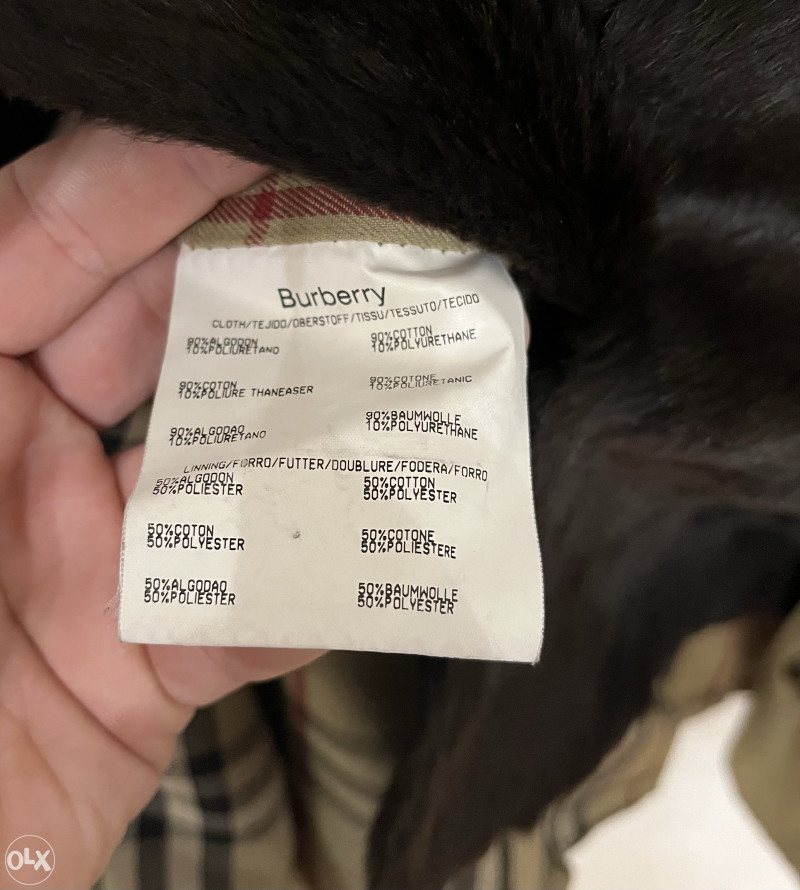 Burberry
CLOTH/TEJIDO/OBERSTOFF/TISSU/TESSUTO/TECIDO
90%ALGODON
10%POLIURETANO
90%COTTON
10%POLYURETHANE
90%COTON
10%POLIURE THANEASER
90%COTONE
10%POLIURETANIC
90%ALGODAO
10%POLIURETANO
90%BAUMWOLLE
10%POLYURETHANE
LINNING/FORRO/FUTTER/DOUBLURE/FODERA/FORRO
50%ALGODON
50%POLIESTER
50%COTTON
50%POLYESTER
50%COTON
50%POLYESTER
50%COTONE
50%POLIESTERE
50%ALGODAO
50%POLIESTER
50%BAUMWOLLE
50%POLYESTER
OLX